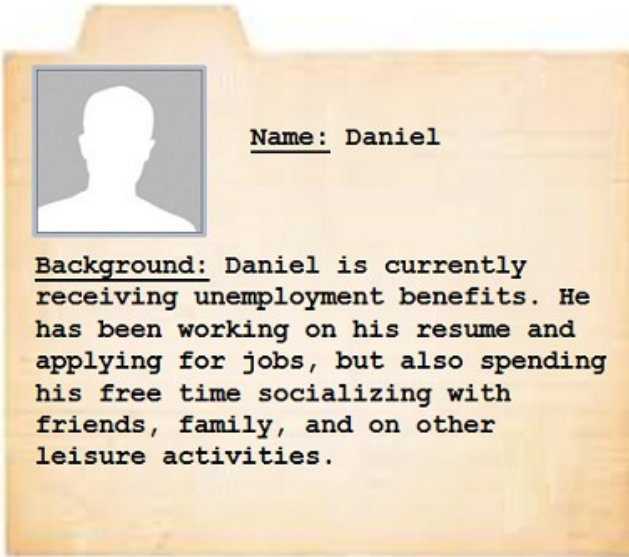 Name: Daniel
Background: Daniel is currently
receiving unemployment benefits. He
has been working on his resume and
applying for jobs, but also spending
his free time socializing with
friends, family, and on other
leisure activities.